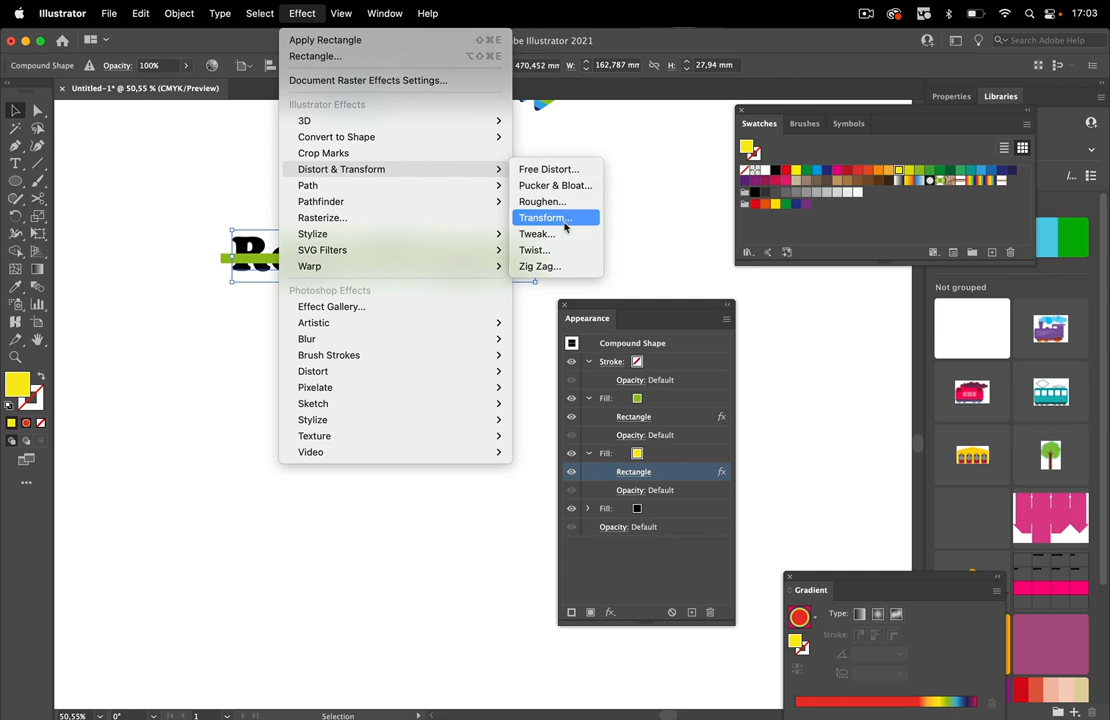 Illustrator File Edit Object Type Select Effect View Window Help 17:03
Adobe Illustrator 2021
Search Adobe Help
Compound Shape Opacity: 100% 470,452 mm W: 162,787 mm H: 27,94 mm
× Untitled-1* @ 50,55 % (CMYK/Preview)
Apply Rectangle ⇧⌘E
Rectangle... ⌥⇧⌘E
Document Raster Effects Settings...
Illustrator Effects
3D
Convert to Shape
Crop Marks
Distort & Transform
Path
Pathfinder
Rasterize...
Stylize
SVG Filters
Warp
Photoshop Effects
Effect Gallery...
Artistic
Blur
Brush Strokes
Distort
Pixelate
Sketch
Stylize
Texture
Video
Free Distort...
Pucker & Bloat...
Roughen...
Transform...
Tweak...
Twist...
Zig Zag...
Swatches Brushes Symbols
Properties Libraries
Not grouped
Appearance
Compound Shape
Stroke:
Opacity: Default
Fill:
Rectangle fx
Opacity: Default
Fill:
Rectangle fx
Opacity: Default
Fill:
Opacity: Default
fx.
Gradient
Type:
Stroke:
50,55% 0° 1 Selection